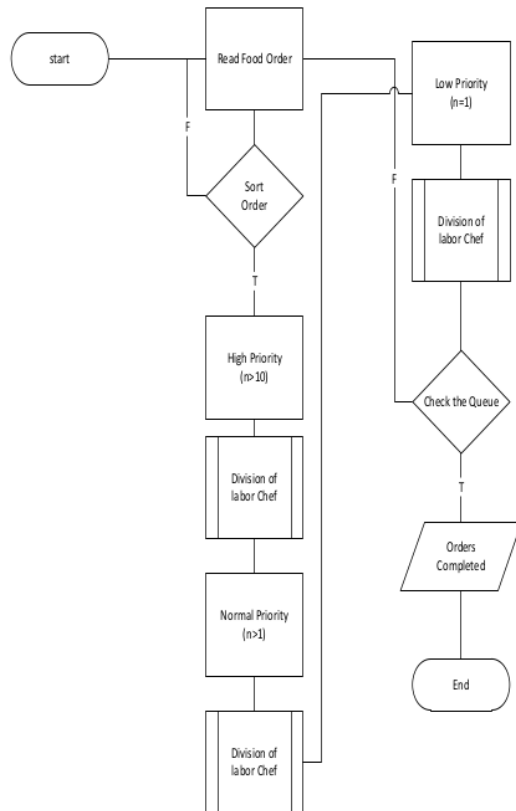 start
Read Food Order
F
Sort
Order
T
High Priority
(n>10)
Division of
labor Chef
Normal Priority
(n>1)
Division of
labor Chef
Low Priority
(n=1)
Division of
labor Chef
F
Check the Queue
T
Orders
Completed
End